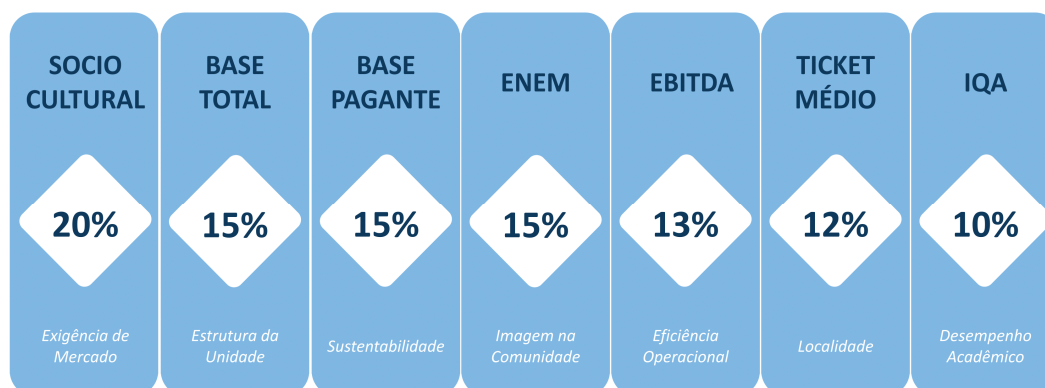 SOCIO
CULTURAL
20%
Exigência de
Mercado
BASE
TOTAL
15%
Estrutura da
Unidade
BASE
PAGANTE
15%
Sustentabilidade
ENEM
15%
Imagem na
Comunidade
EBITDA
13%
Eficiência
Operacional
TICKET
MÉDIO
12%
Localidade
IQA
10%
Desempenho
Acadêmico